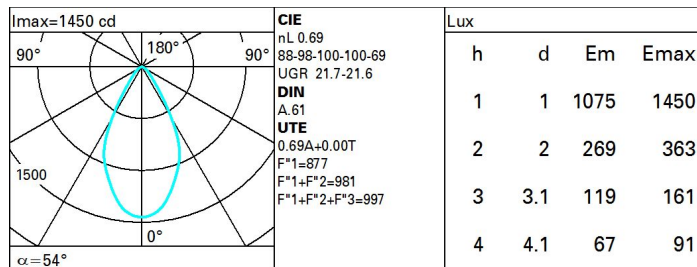 Imax=1450 cd
90°
180°
90°
1500
0°
α=54°
CIE
nL 0.69
88-98-100-100-69
UGR 21.7-21.6
DIN
A.61
UTE
0.69A+0.00T
F"1=877
F"1+F"2=981
F"1+F"2+F"3=997
Lux
h d Em Emax
1 1 1075 1450
2 2 269 363
3 3.1 119 161
4 4.1 67 91